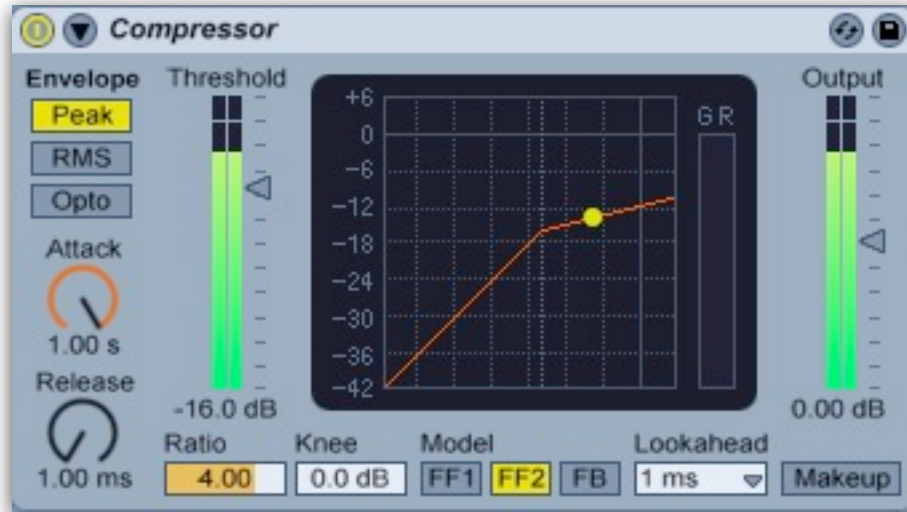 Compressor
Envelope
Peak
RMS
Opto
Attack
1.00 s
Release
1.00 ms
Threshold
-16.0 dB
+6
0
-6
-12
-18
-24
-30
-36
-42
GR
Output
0.00 dB
Ratio
4.00
Knee
0.0 dB
Model
FF1 FF2 FB
Lookahead
1 ms
Makeup